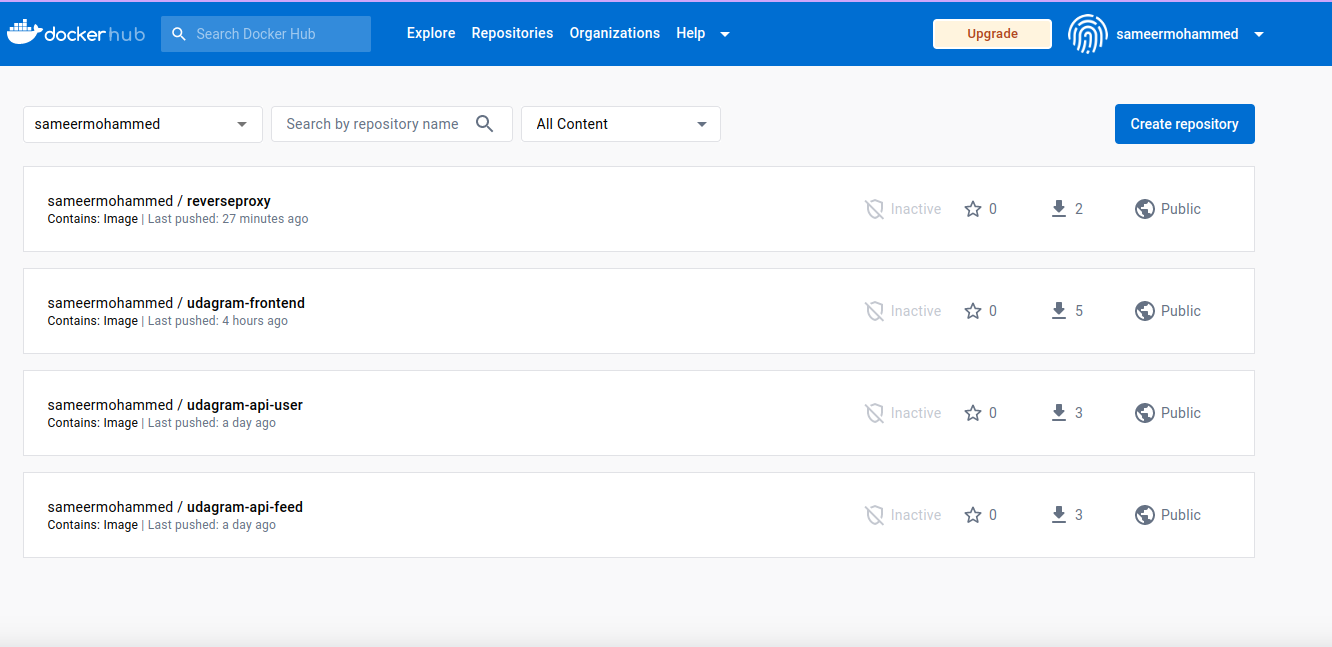 dockerhub Search Docker Hub Explore Repositories Organizations Help Upgrade sameermohammed
sameermohammed Search by repository name All Content Create repository
sameermohammed / reverseproxy
Contains: Image | Last pushed: 27 minutes ago
Inactive 0 2 Public
sameermohammed / udagram-frontend
Contains: Image | Last pushed: 4 hours ago
Inactive 0 5 Public
sameermohammed / udagram-api-user
Contains: Image | Last pushed: a day ago
Inactive 0 3 Public
sameermohammed / udagram-api-feed
Contains: Image | Last pushed: a day ago
Inactive 0 3 Public